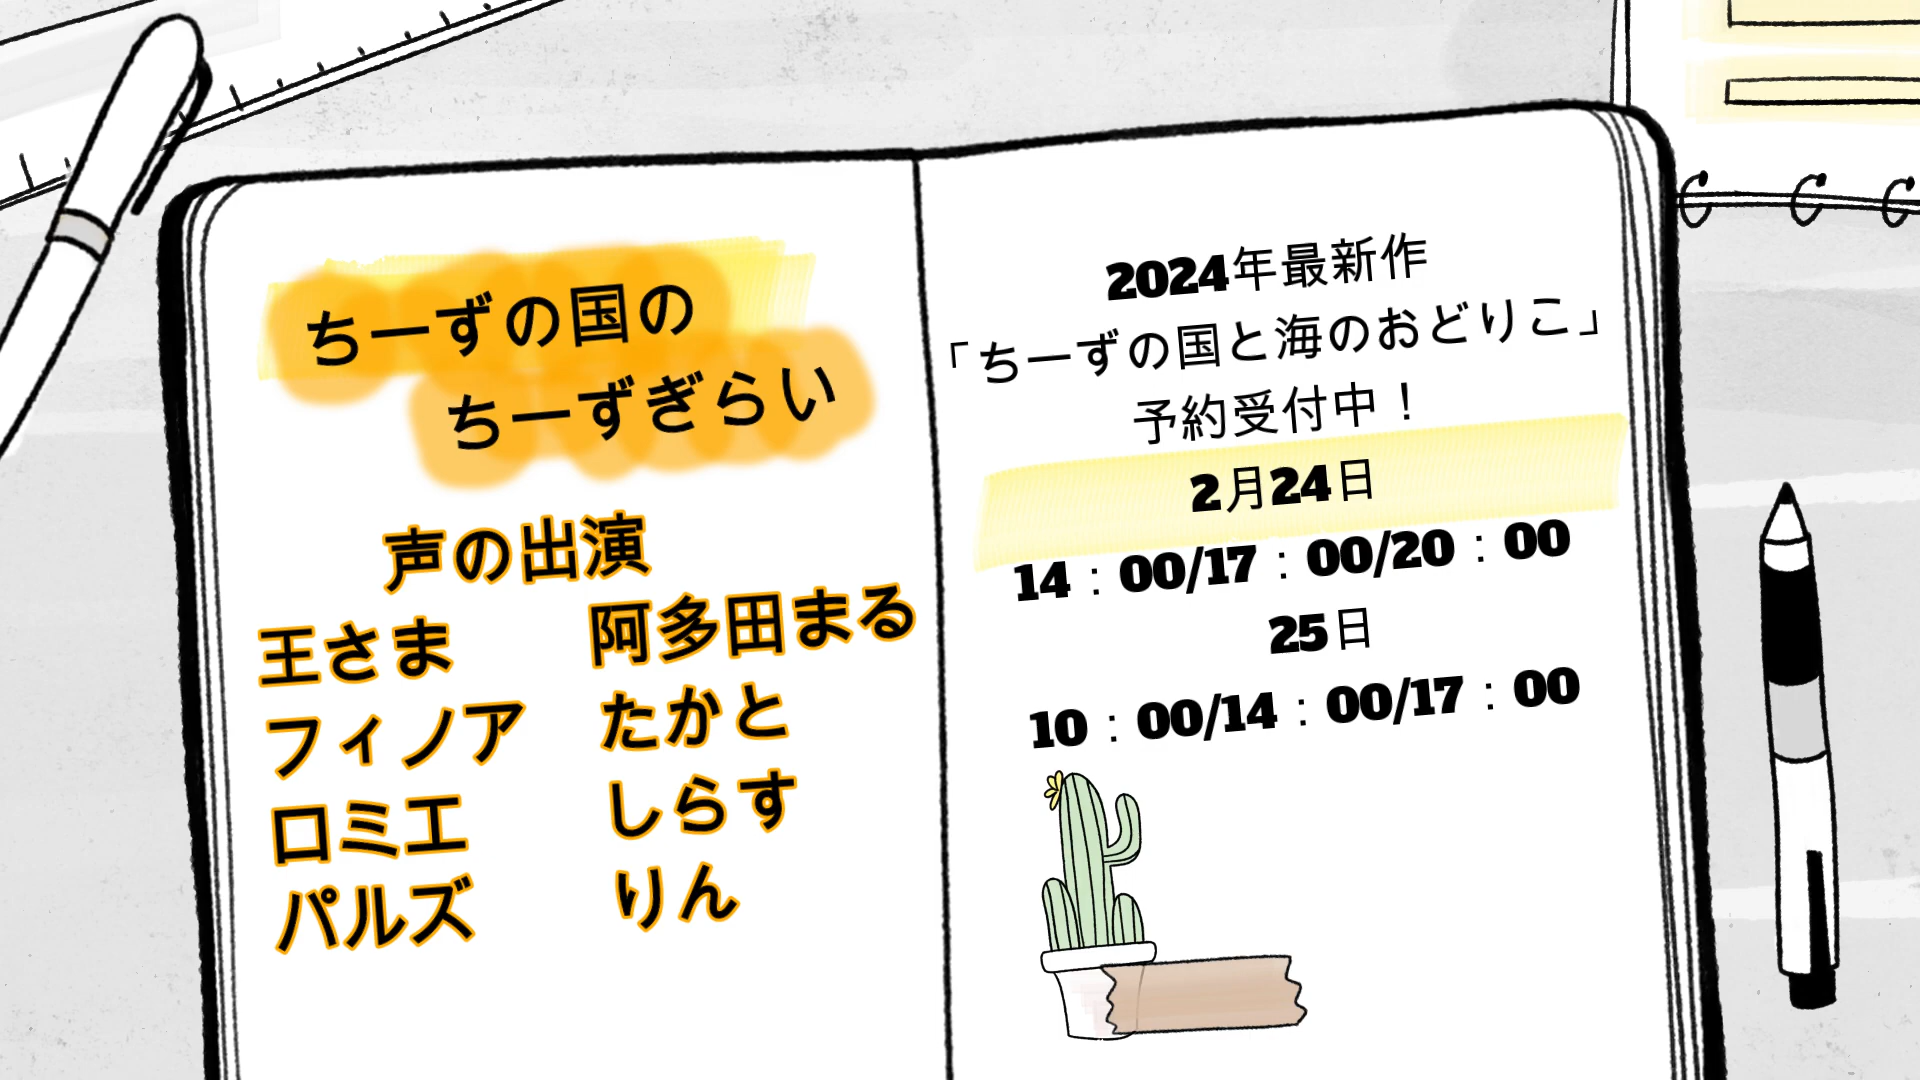 ちーずの国の
ちーずぎらい
声の出演
王さま 阿多田まる
フィノア たかと
ロミエ しらす
パルズ りん
2024年最新作
「ちーずの国と海のおどりこ」
予約受付中！
2月24日
14：00/17：00/20：00
25日
10：00/14：00/17：00